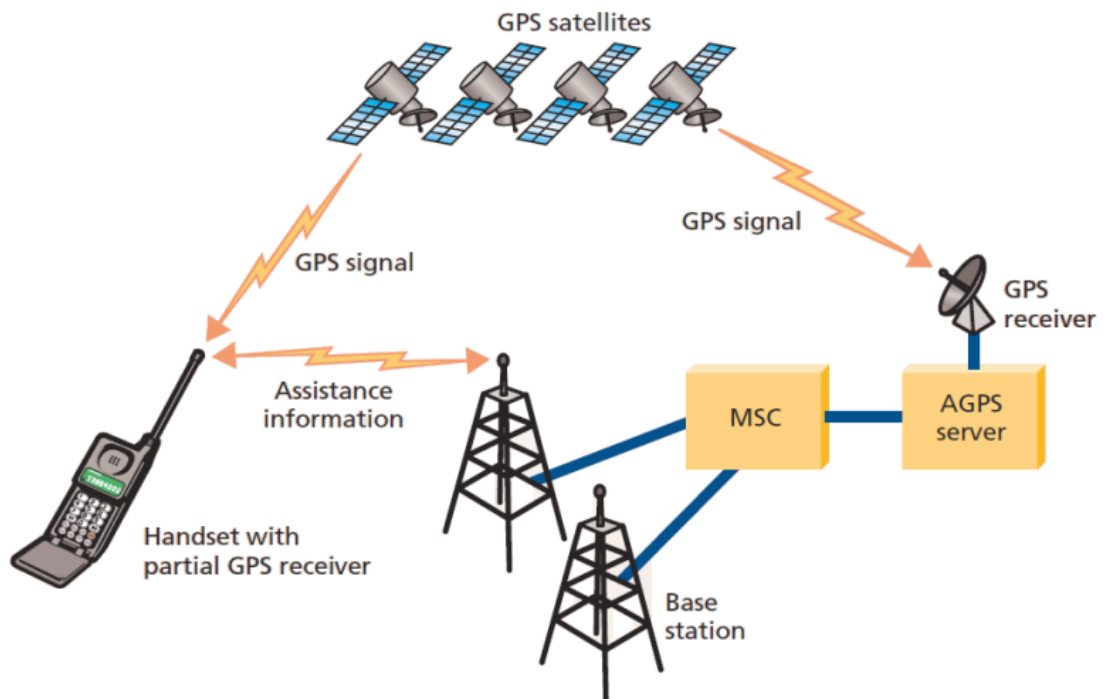 GPS satellites
GPS signal
GPS signal
GPS
receiver
Assistance
information
MSC
AGPS
server
Handset with
partial GPS receiver
Base
station